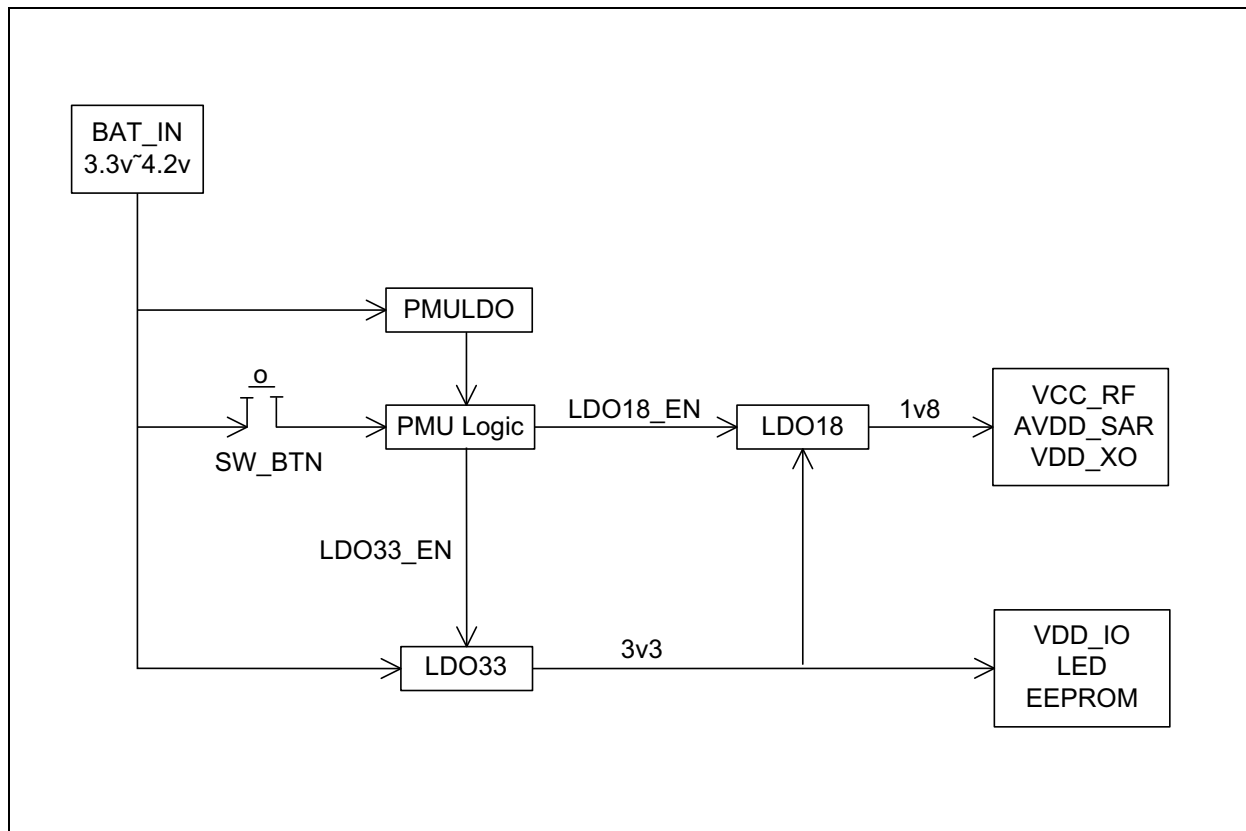 BAT_IN
3.3v~4.2v
PMULDO
o
SW_BTN
PMU Logic
LDO18_EN
LDO18
1v8
VCC_RF
AVDD_SAR
VDD_XO
LDO33_EN
LDO33
3v3
VDD_IO
LED
EEPROM